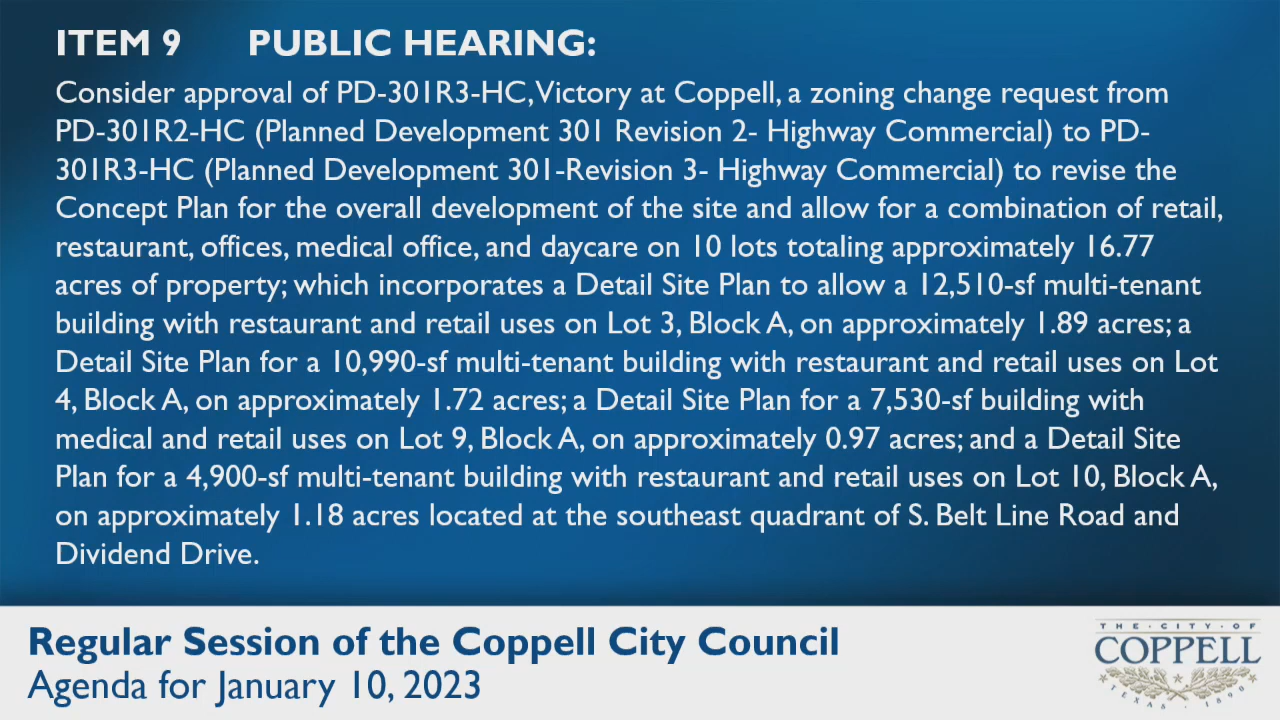 ITEM 9 PUBLIC HEARING:
Consider approval of PD-301R3-HC, Victory at Coppell, a zoning change request from
PD-301R2-HC (Planned Development 301 Revision 2- Highway Commercial) to PD-
301R3-HC (Planned Development 301-Revision 3- Highway Commercial) to revise the
Concept Plan for the overall development of the site and allow for a combination of retail,
restaurant, offices, medical office, and daycare on 10 lots totaling approximately 16.77
acres of property; which incorporates a Detail Site Plan to allow a 12,510-sf multi-tenant
building with restaurant and retail uses on Lot 3, Block A, on approximately 1.89 acres; a
Detail Site Plan for a 10,990-sf multi-tenant building with restaurant and retail uses on Lot
4, Block A, on approximately 1.72 acres; a Detail Site Plan for a 7,530-sf building with
medical and retail uses on Lot 9, Block A, on approximately 0.97 acres; and a Detail Site
Plan for a 4,900-sf multi-tenant building with restaurant and retail uses on Lot 10, Block A,
on approximately 1.18 acres located at the southeast quadrant of S. Belt Line Road and
Dividend Drive.
Regular Session of the Coppell City Council
Agenda for January 10, 2023
THE·CITY·OF
COPPELL
TEXAS · 1890